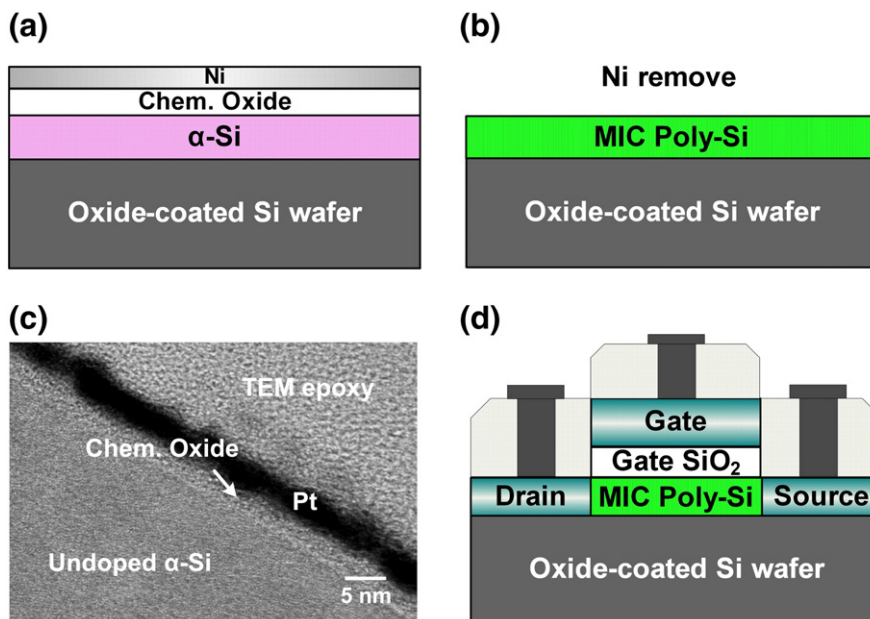 (a)
Ni
Chem. Oxide
α-Si
Oxide-coated Si wafer
(b)
Ni remove
MIC Poly-Si
Oxide-coated Si wafer
(c)
TEM epoxy
Chem. Oxide
Pt
Undoped α-Si
5 nm
(d)
Gate
Gate SiO₂
Drain MIC Poly-Si Source
Oxide-coated Si wafer